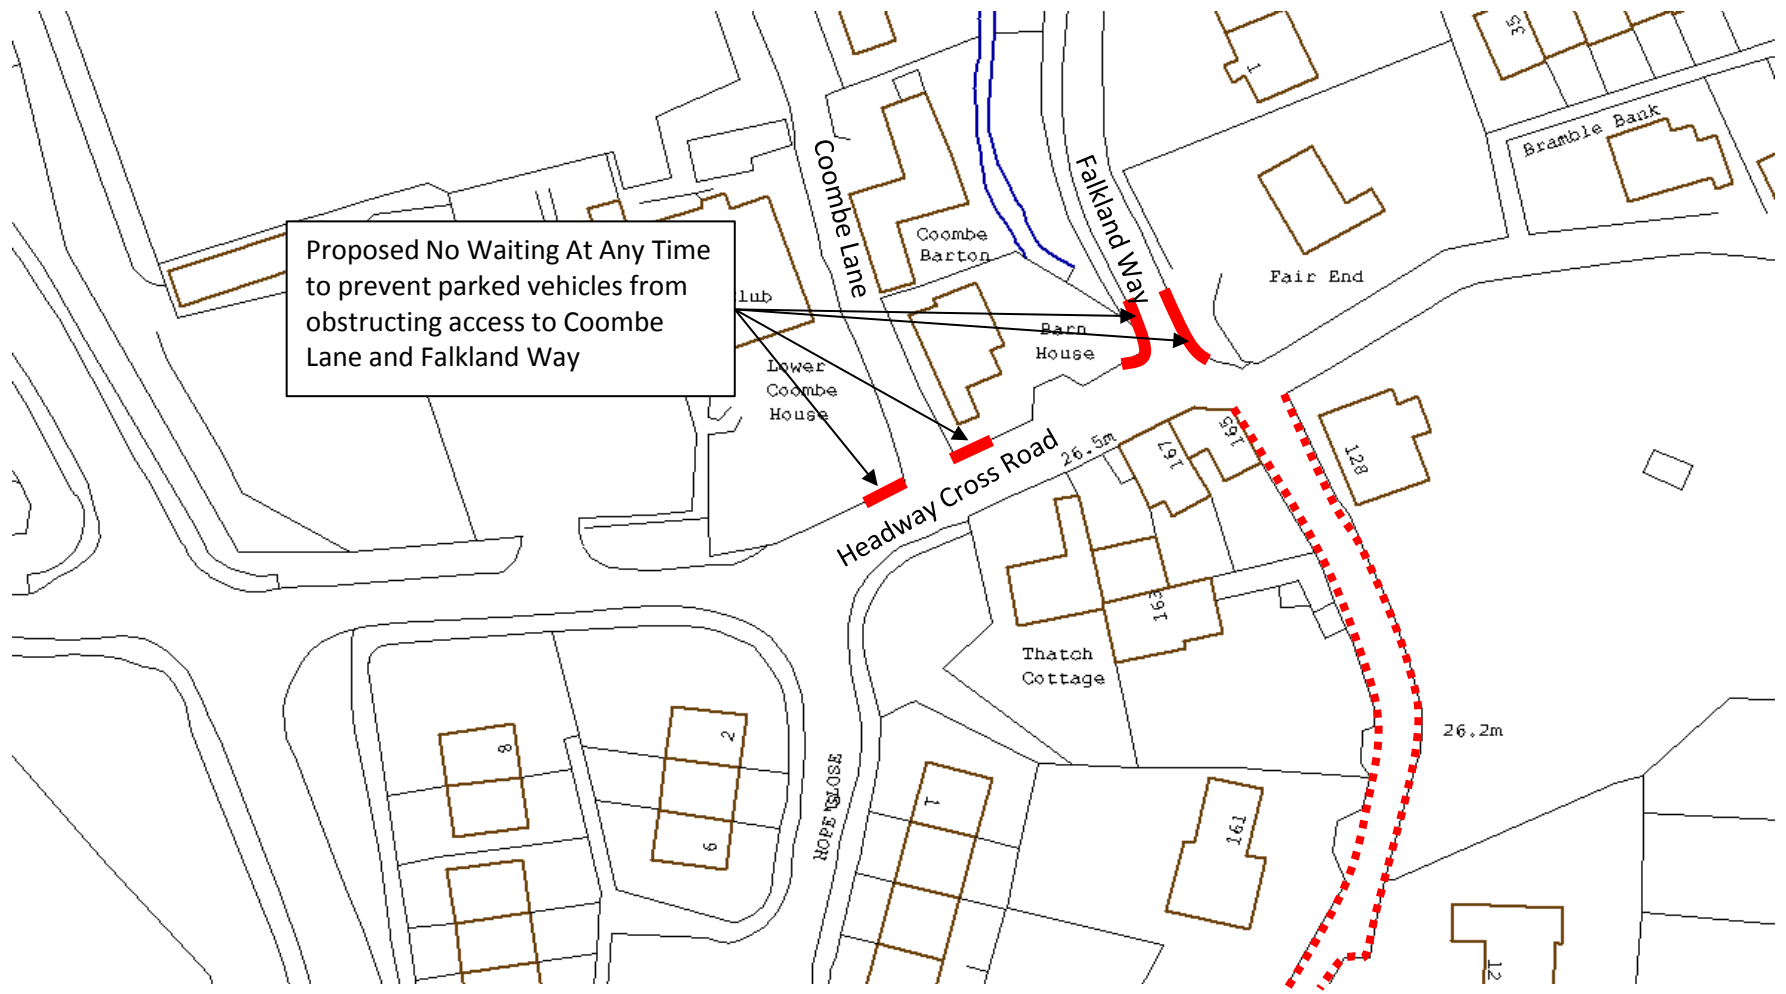 35
1
Bramble Bank
Coombe Lane
Falkland Way
Coombe
Barton
Fair End
Proposed No Waiting At Any Time
to prevent parked vehicles from
obstructing access to Coombe
Lane and Falkland Way
lub
Barn
House
Lower
Coombe
House
Headway Cross Road
26.5m
167
165
128
163
Thatch
Cottage
26.2m
8
2
6
HOPE CLOSE
1
161
12